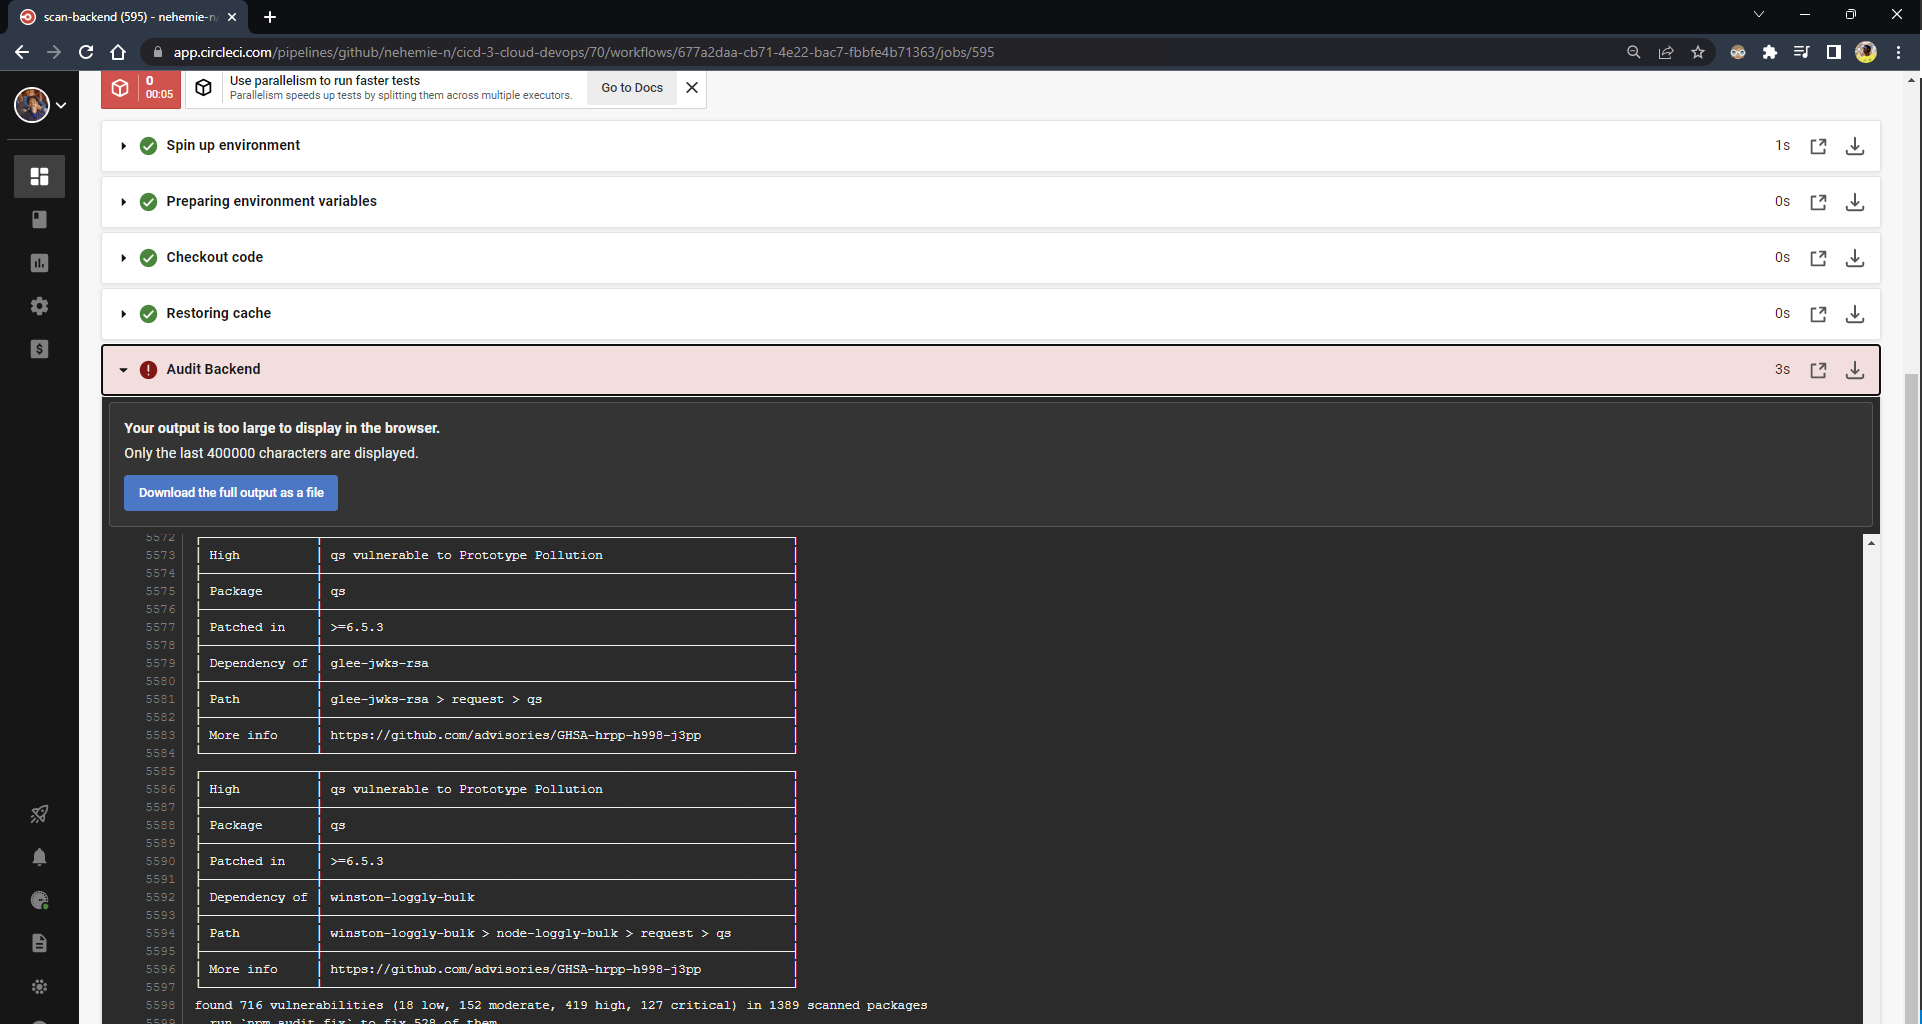 scan-backend (595) - nehemie-n
app.circleci.com/pipelines/github/nehemie-n/cicd-3-cloud-devops/70/workflows/677a2daa-cb71-4e22-bac7-fbbfe4b71363/jobs/595
0
00:05
Use parallelism to run faster tests
Parallelism speeds up tests by splitting them across multiple executors.
Go to Docs
Spin up environment 1s
Preparing environment variables 0s
Checkout code 0s
Restoring cache 0s
Audit Backend 3s
Your output is too large to display in the browser.
Only the last 400000 characters are displayed.
Download the full output as a file
5572
5573 High qs vulnerable to Prototype Pollution
5574
5575 Package qs
5576
5577 Patched in >=6.5.3
5578
5579 Dependency of glee-jwks-rsa
5580
5581 Path glee-jwks-rsa > request > qs
5582
5583 More info https://github.com/advisories/GHSA-hrpp-h998-j3pp
5584
5585
5586 High qs vulnerable to Prototype Pollution
5587
5588 Package qs
5589
5590 Patched in >=6.5.3
5591
5592 Dependency of winston-loggly-bulk
5593
5594 Path winston-loggly-bulk > node-loggly-bulk > request > qs
5595
5596 More info https://github.com/advisories/GHSA-hrpp-h998-j3pp
5597
5598 found 716 vulnerabilities (18 low, 152 moderate, 419 high, 127 critical) in 1389 scanned packages
5599 run `npm audit fix` to fix 528 of them